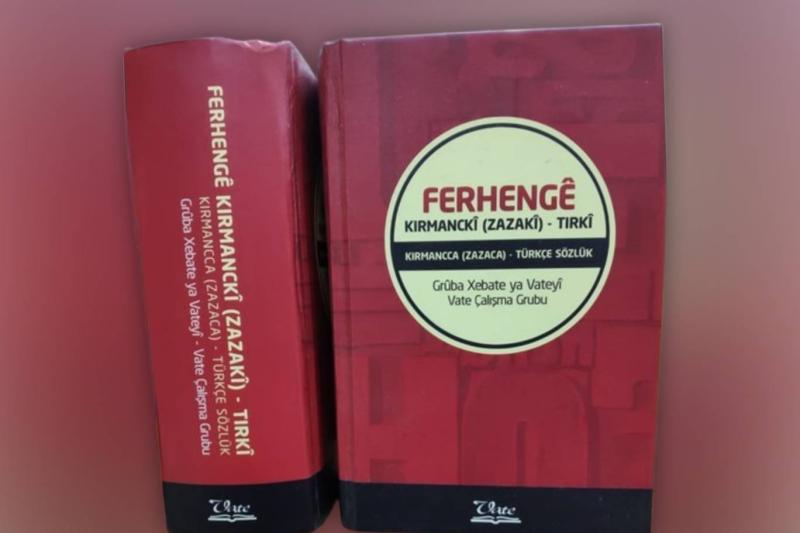 FERHENGÊ KIRMANCKÎ (ZAZAKÎ) - TIRKÎ
KIRMANCCA (ZAZACA) - TÜRKÇE SÖZLÜK
Grûba Xebate ya Vateyî - Vate Çalışma Grubu
Vate
FERHENGÊ
KIRMANCKÎ (ZAZAKÎ) - TIRKÎ
KIRMANCCA (ZAZACA) - TÜRKÇE SÖZLÜK
Grûba Xebate ya Vateyî
Vate Çalışma Grubu
Vate